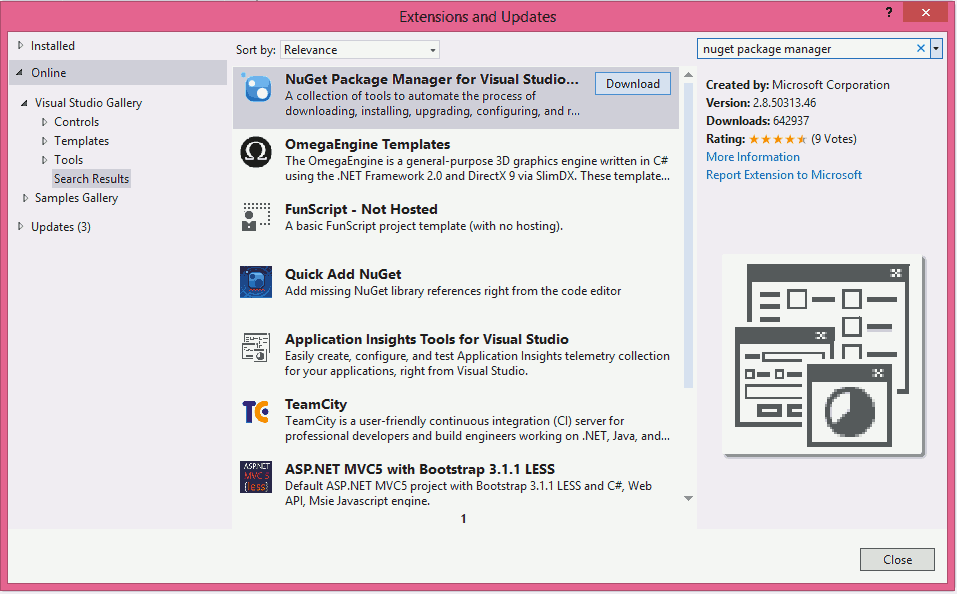 Extensions and Updates
?
Installed
Online
Visual Studio Gallery
Controls
Templates
Tools
Search Results
Samples Gallery
Updates (3)
Sort by: Relevance
NuGet Package Manager for Visual Studio...
Download
A collection of tools to automate the process of
downloading, installing, upgrading, configuring, and r...
OmegaEngine Templates
The OmegaEngine is a general-purpose 3D graphics engine written in C#
using the .NET Framework 2.0 and DirectX 9 via SlimDX. These template...
FunScript - Not Hosted
A basic FunScript project template (with no hosting).
Quick Add NuGet
Add missing NuGet library references right from the code editor
Application Insights Tools for Visual Studio
Easily create, configure, and test Application Insights telemetry collection
for your applications, right from Visual Studio.
TC
TeamCity
TeamCity is a user-friendly continuous integration (CI) server for
professional developers and build engineers working on .NET, Java, and...
ASP.NET
MVC 5
{less}
ASP.NET MVC5 with Bootstrap 3.1.1 LESS
Default ASP.NET MVC5 project with Bootstrap 3.1.1 LESS and C#, Web
API, Msie Javascript engine.
1
nuget package manager
Created by: Microsoft Corporation
Version: 2.8.50313.46
Downloads: 642937
Rating: (9 Votes)
More Information
Report Extension to Microsoft
Close